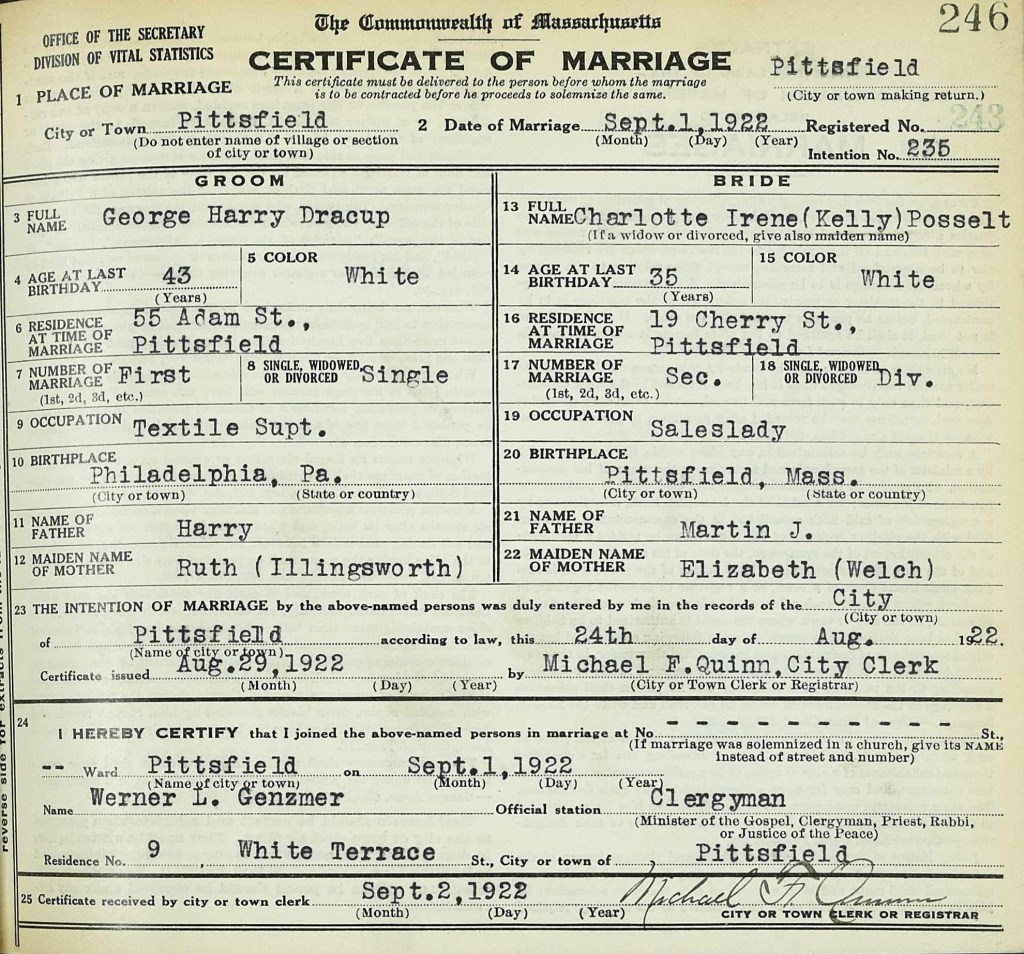 The Commonwealth of Massachusetts
246
OFFICE OF THE SECRETARY
DIVISION OF VITAL STATISTICS
CERTIFICATE OF MARRIAGE
Pittsfield
(City or town making return.)
This certificate must be delivered to the person before whom the marriage
is to be contracted before he proceeds to solemnize the same.
1 PLACE OF MARRIAGE
City or Town Pittsfield
(Do not enter name of village or section
of city or town)
2 Date of Marriage Sept.1,1922
(Month) (Day) (Year)
Registered No. 243
Intention No. 235
GROOM
3 FULL NAME George Harry Dracup
4 AGE AT LAST BIRTHDAY 43
(Years)
5 COLOR White
6 RESIDENCE AT TIME OF MARRIAGE 55 Adam St.,
Pittsfield
7 NUMBER OF MARRIAGE First
(1st, 2d, 3d, etc.)
8 SINGLE, WIDOWED OR DIVORCED Single
9 OCCUPATION Textile Supt.
10 BIRTHPLACE
Philadelphia, Pa.
(City or town) (State or country)
11 NAME OF FATHER Harry
12 MAIDEN NAME OF MOTHER Ruth (Illingsworth)
BRIDE
13 FULL NAME Charlotte Irene(Kelly)Posselt
(If a widow or divorced, give also maiden name)
14 AGE AT LAST BIRTHDAY 35
(Years)
15 COLOR White
16 RESIDENCE AT TIME OF MARRIAGE 19 Cherry St.,
Pittsfield
17 NUMBER OF MARRIAGE Sec.
(1st, 2d, 3d, etc.)
18 SINGLE, WIDOWED OR DIVORCED Div.
19 OCCUPATION
Saleslady
20 BIRTHPLACE
Pittsfield, Mass.
(City or town) (State or country)
21 NAME OF FATHER Martin J.
22 MAIDEN NAME OF MOTHER Elizabeth (Welch)
23 THE INTENTION OF MARRIAGE by the above-named persons was duly entered by me in the records of the City
(City or town)
of Pittsfield according to law, this 24th day of Aug. 1922.
(Name of city or town)
Certificate issued Aug.29,1922 by Michael F.Quinn,City Clerk
(Month) (Day) (Year) (City or Town Clerk or Registrar)
24
I HEREBY CERTIFY that I joined the above-named persons in marriage at No. - - - - - - - - - - - St.,
(If marriage was solemnized in a church, give its NAME
instead of street and number)
-- Ward Pittsfield on Sept.1,1922
(Name of city or town) (Month) (Day) (Year)
Name Werner L. Genzmer Official station Clergyman
(Minister of the Gospel, Clergyman, Priest, Rabbi,
or Justice of the Peace)
Residence No. 9, White Terrace St., City or town of Pittsfield
25 Certificate received by city or town clerk Sept.2,1922 Michael F. Quinn
(Month) (Day) (Year) CITY OR TOWN CLERK OR REGISTRAR
reverse side for extracts from the